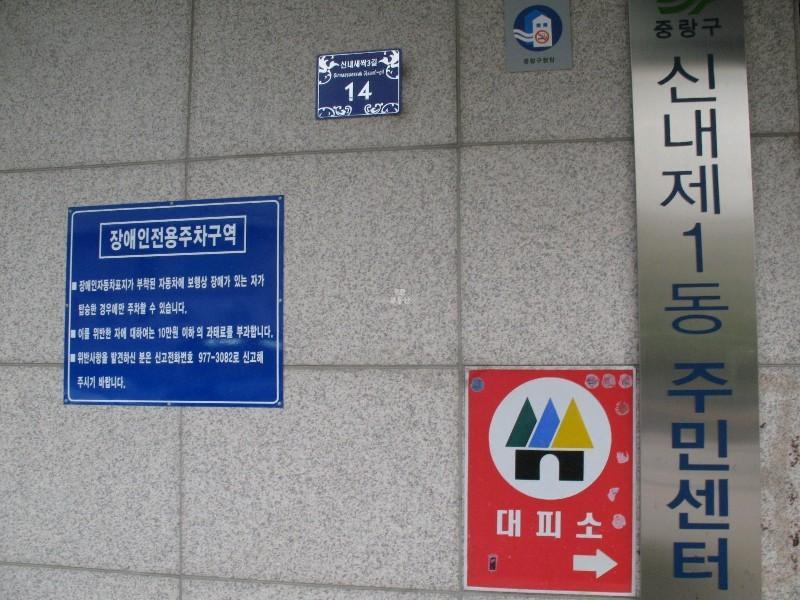 중랑구
신내제1동 주민센터
중랑구청장
신내새싹3길
14
장애인전용주차구역
■ 장애인자동차표지가 부착된 자동차에 보행상 장애가 있는 자가
탑승한 경우에만 주차할 수 있습니다.
■ 이를 위반한 자에 대하여는 10만원 이하의 과태료를 부과합니다.
■ 위반사항을 발견하신 분은 신고전화번호 977-3082로 신고해
주시기 바랍니다.
대피소